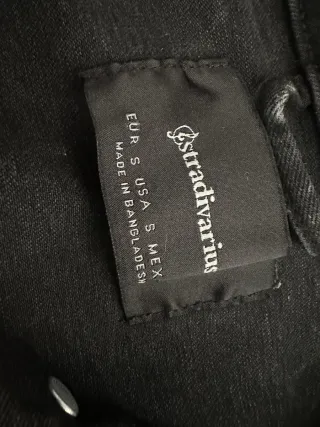 stradivarius
EUR S USA S MEX
MADE IN BANGLADESH